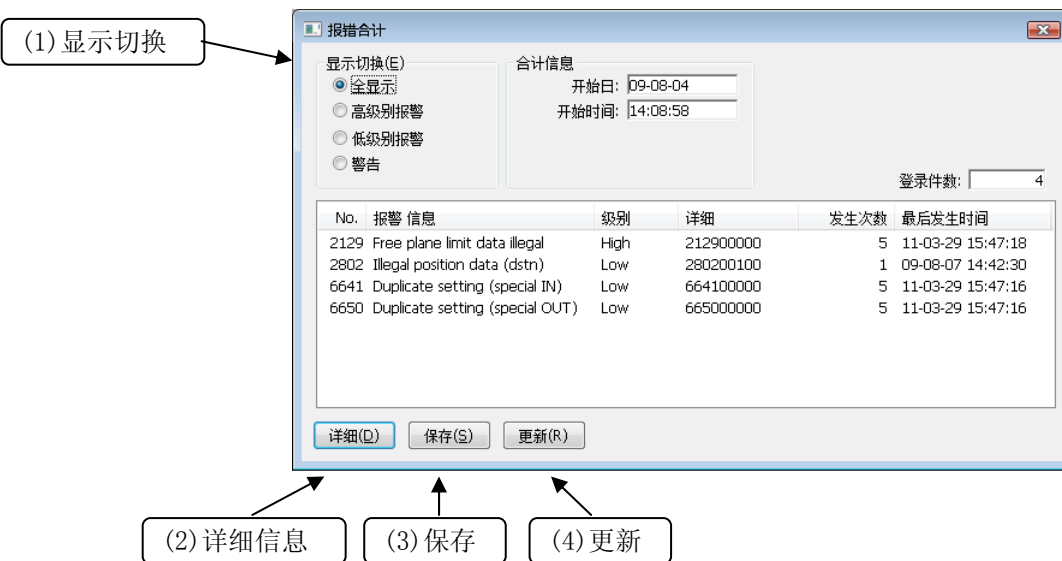 报错合计
(1)显示切换
显示切换(E)
全显示
高级别报警
低级别报警
警告
合计信息
开始日: 09-08-04
开始时间: 14:08:58
登录件数: 4
No. 报警 信息 级别 详细 发生次数 最后发生时间
2129 Free plane limit data illegal High 212900000 5 11-03-29 15:47:18
2802 Illegal position data (dstn) Low 280200100 1 09-08-07 14:42:30
6641 Duplicate setting (special IN) Low 664100000 5 11-03-29 15:47:16
6650 Duplicate setting (special OUT) Low 665000000 5 11-03-29 15:47:16
详细(D) 保存(S) 更新(R)
(2)详细信息 (3)保存 (4)更新